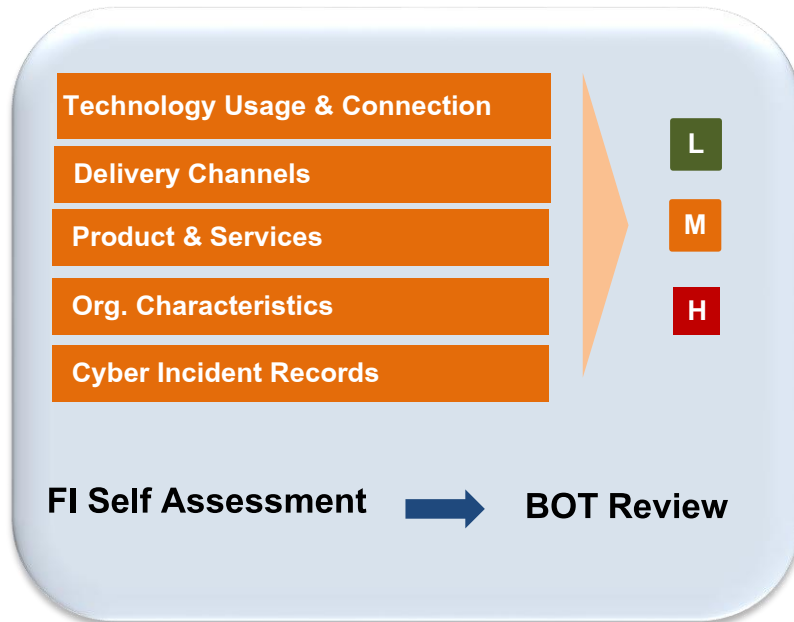 Technology Usage & Connection
Delivery Channels
Product & Services
Org. Characteristics
Cyber Incident Records
L
M
H
FI Self Assessment
BOT Review